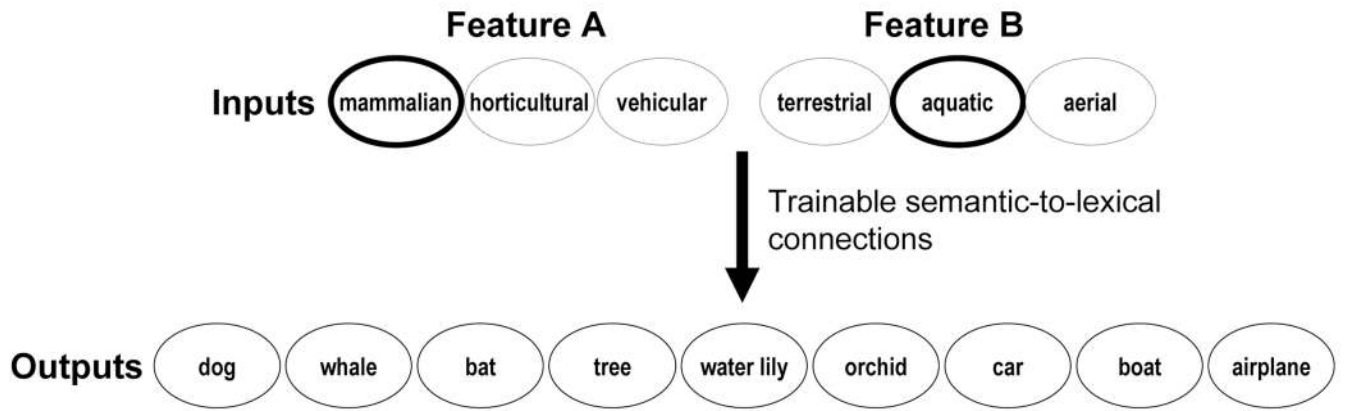 Feature A Feature B
Inputs mammalian horticultural vehicular terrestrial aquatic aerial
Trainable semantic-to-lexical
connections
Outputs dog whale bat tree water lily orchid car boat airplane